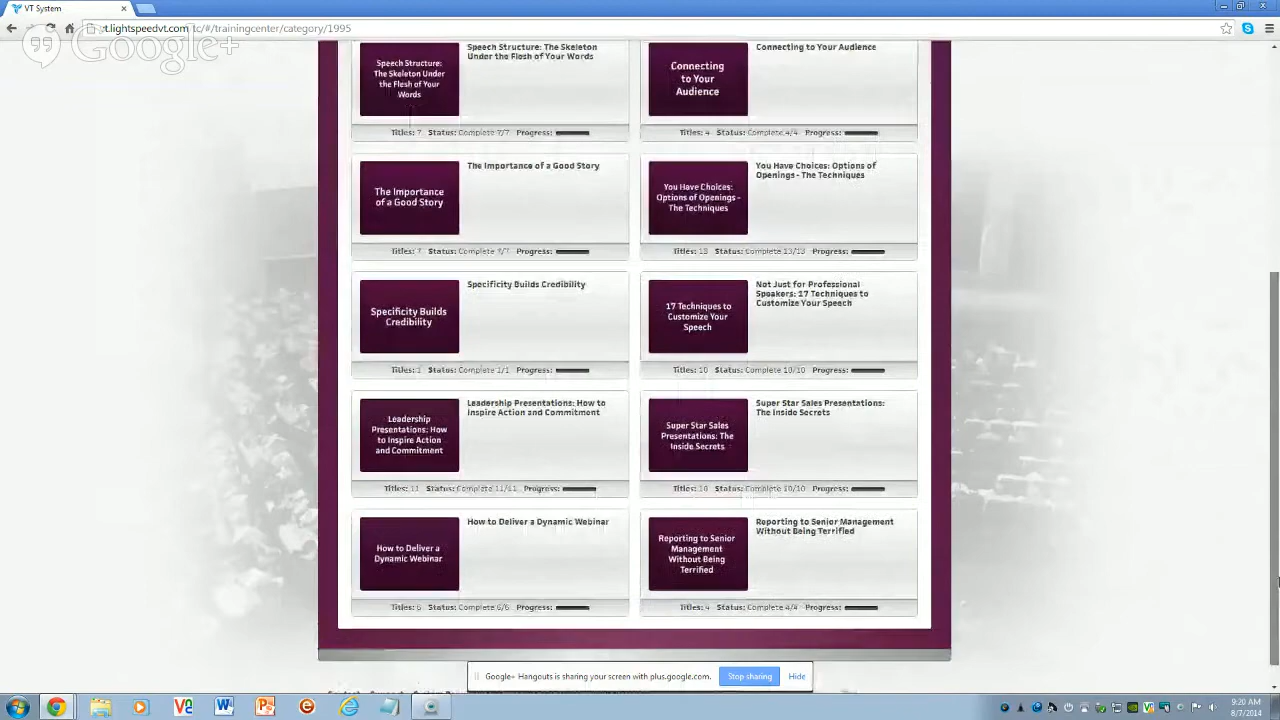 VT System
t.lightspeedvt.com
tc/#/trainingcenter/category/1995
Google+
Speech Structure:
The Skeleton Under
the Flesh of Your
Words
Speech Structure: The Skeleton
Under the Flesh of Your Words
Titles: 7 Status: Complete 7/7 Progress:
Connecting
to Your
Audience
Connecting to Your Audience
Titles: 4 Status: Complete 4/4 Progress:
The Importance
of a Good Story
The Importance of a Good Story
Titles: 7 Status: Complete 7/7 Progress:
You Have Choices:
Options of Openings -
The Techniques
You Have Choices: Options of
Openings - The Techniques
Titles: 13 Status: Complete 13/13 Progress:
Specificity Builds
Credibility
Specificity Builds Credibility
Titles: 1 Status: Complete 1/1 Progress:
17 Techniques to
Customize Your
Speech
Not Just for Professional
Speakers: 17 Techniques to
Customize Your Speech
Titles: 10 Status: Complete 10/10 Progress:
Leadership
Presentations: How
to Inspire Action
and Commitment
Leadership Presentations: How to
Inspire Action and Commitment
Titles: 11 Status: Complete 11/11 Progress:
Super Star Sales
Presentations: The
Inside Secrets
Super Star Sales Presentations:
The Inside Secrets
Titles: 10 Status: Complete 10/10 Progress:
How to Deliver a
Dynamic Webinar
How to Deliver a Dynamic Webinar
Titles: 6 Status: Complete 6/6 Progress:
Reporting to Senior
Management
Without Being
Terrified
Reporting to Senior Management
Without Being Terrified
Titles: 4 Status: Complete 4/4 Progress:
Google+ Hangouts is sharing your screen with plus.google.com.
Stop sharing
Hide
9:20 AM
8/7/2014